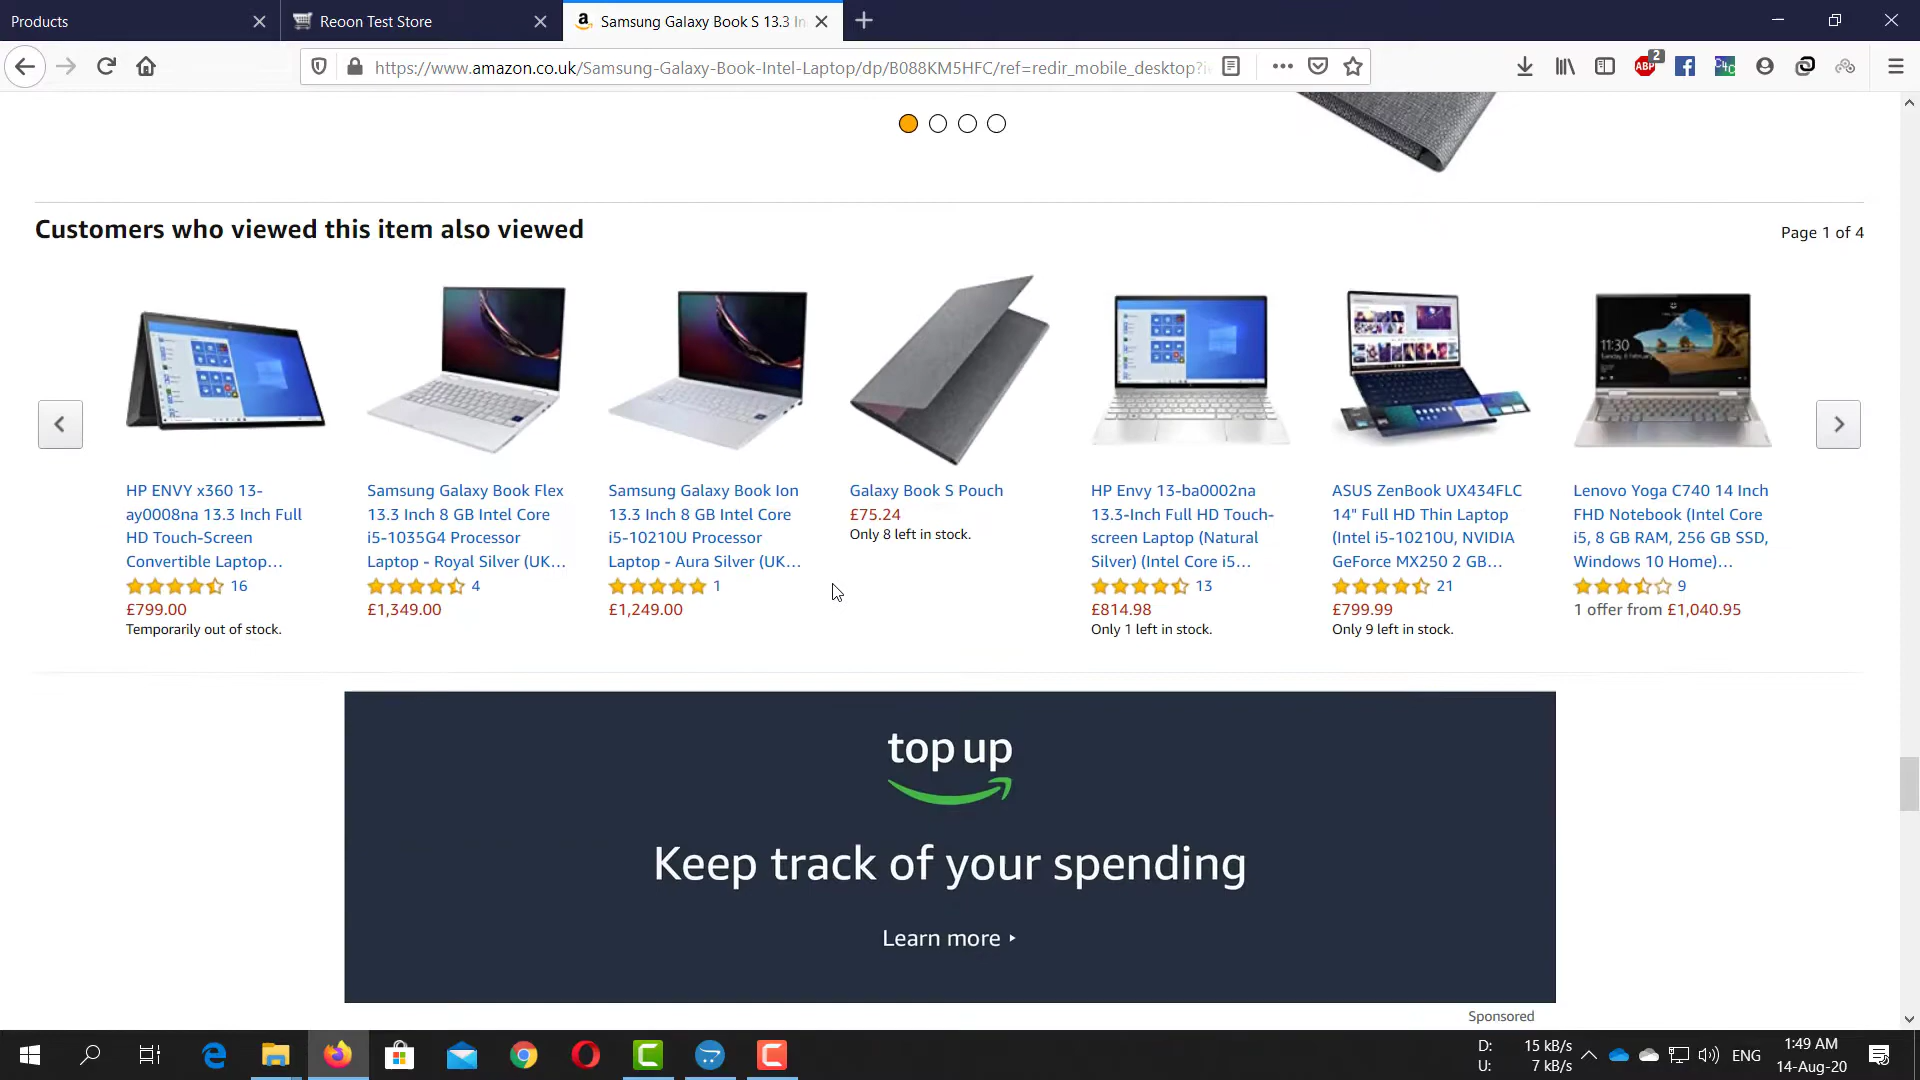 Products
Reoon Test Store
Samsung Galaxy Book S 13.3 In
https://www.amazon.co.uk/Samsung-Galaxy-Book-Intel-Laptop/dp/B088KM5HFC/ref=redir_mobile_desktop?i
ABP
2
C4C
Customers who viewed this item also viewed
Page 1 of 4
11:30
HP ENVY x360 13-
ay0008na 13.3 Inch Full
HD Touch-Screen
Convertible Laptop…
16
£799.00
Temporarily out of stock.
Samsung Galaxy Book Flex
13.3 Inch 8 GB Intel Core
i5-1035G4 Processor
Laptop - Royal Silver (UK…
4
£1,349.00
Samsung Galaxy Book Ion
13.3 Inch 8 GB Intel Core
i5-10210U Processor
Laptop - Aura Silver (UK…
1
£1,249.00
Galaxy Book S Pouch
£75.24
Only 8 left in stock.
HP Envy 13-ba0002na
13.3-Inch Full HD Touch-
screen Laptop (Natural
Silver) (Intel Core i5…
13
£814.98
Only 1 left in stock.
ASUS ZenBook UX434FLC
14" Full HD Thin Laptop
(Intel i5-10210U, NVIDIA
GeForce MX250 2 GB…
21
£799.99
Only 9 left in stock.
Lenovo Yoga C740 14 Inch
FHD Notebook (Intel Core
i5, 8 GB RAM, 256 GB SSD,
Windows 10 Home)…
9
1 offer from £1,040.95
top up
Keep track of your spending
Learn more
Sponsored
D: 15 kB/s
U: 7 kB/s
ENG
1:49 AM
14-Aug-20